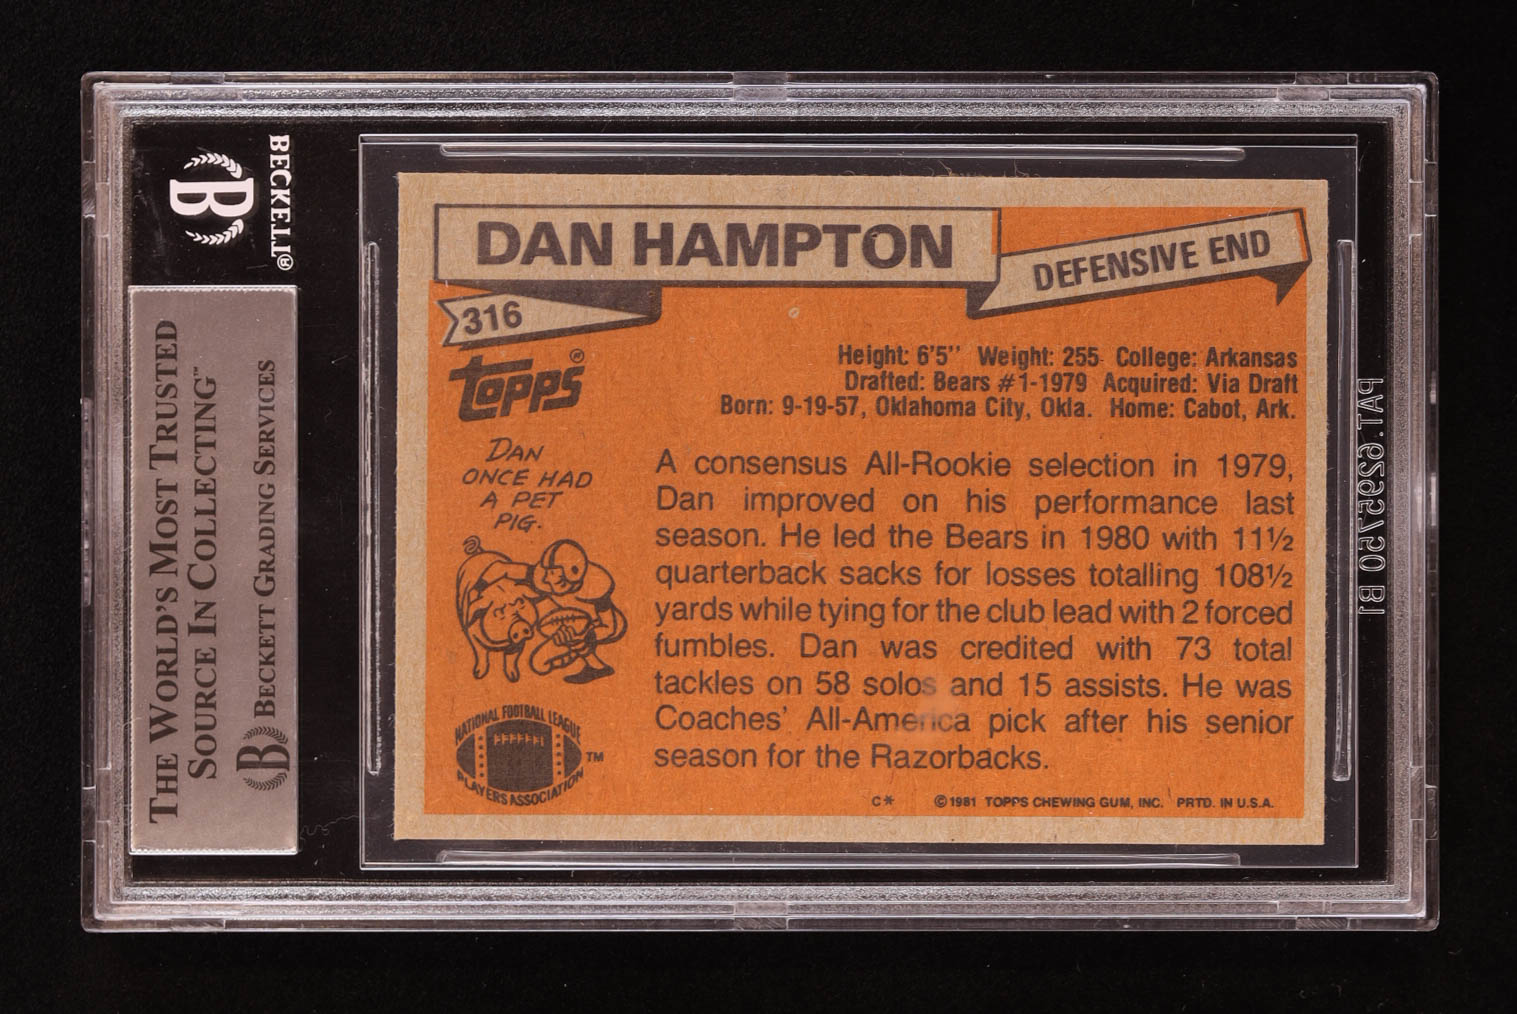 BECKETT®
B
THE WORLD'S MOST TRUSTED
SOURCE IN COLLECTING™
B BECKETT GRADING SERVICES
DAN HAMPTON
DEFENSIVE END
316
topps®
Height: 6'5'' Weight: 255 College: Arkansas
Drafted: Bears #1-1979 Acquired: Via Draft
Born: 9-19-57, Oklahoma City, Okla. Home: Cabot, Ark.
DAN
ONCE HAD
A PET
PIG.
A consensus All-Rookie selection in 1979,
Dan improved on his performance last
season. He led the Bears in 1980 with 11½
quarterback sacks for losses totalling 108½
yards while tying for the club lead with 2 forced
fumbles. Dan was credited with 73 total
tackles on 58 solos and 15 assists. He was
Coaches' All-America pick after his senior
season for the Razorbacks.
NATIONAL FOOTBALL LEAGUE
PLAYERS ASSOCIATION
™
C* ©1981 TOPPS CHEWING GUM, INC. PRTD. IN U.S.A.
PAT.6295750 B1